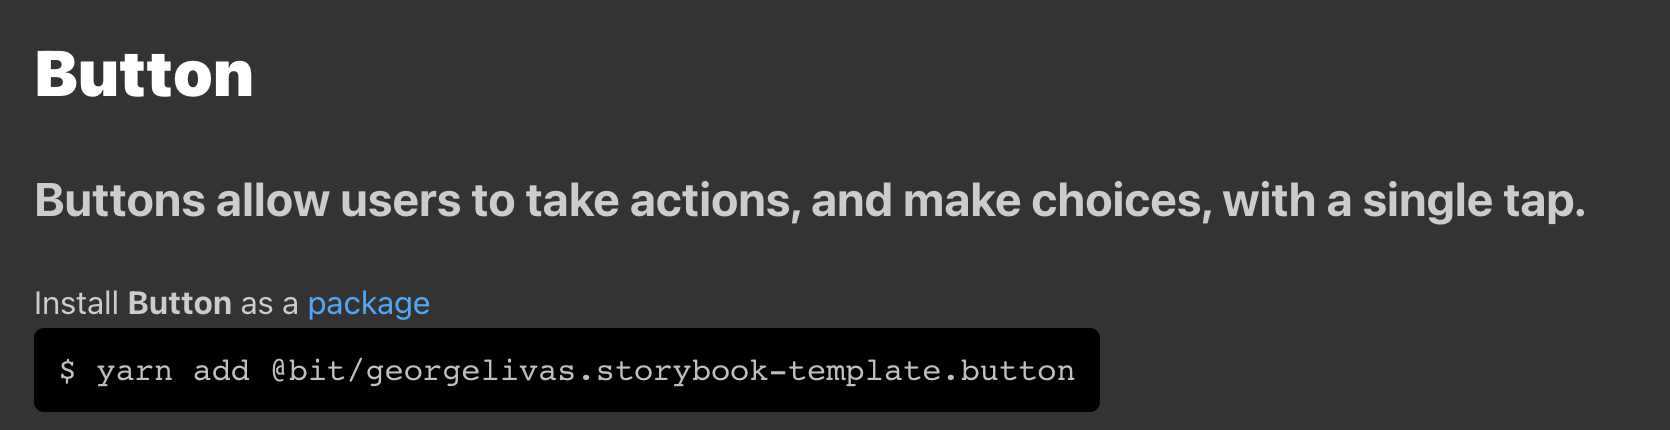 Button
Buttons allow users to take actions, and make choices, with a single tap.
Install Button as a package
$ yarn add @bit/georgelivas.storybook-template.button